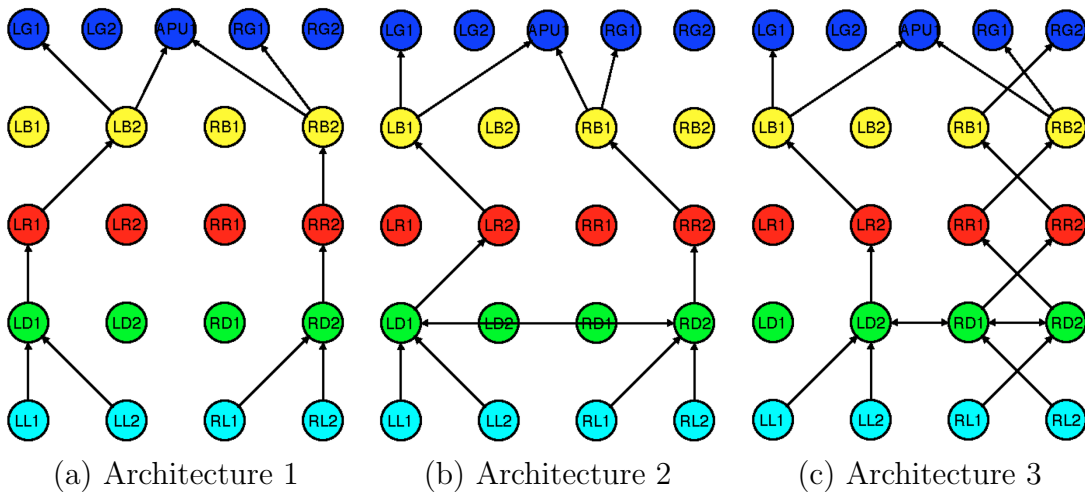 LG1 LG2 APU1 RG1 RG2 LG1 LG2 APU1 RG1 RG2 LG1 LG2 APU1 RG1 RG2
LB1 LB2 RB1 RB2 LB1 LB2 RB1 RB2 LB1 LB2 RB1 RB2
LR1 LR2 RR1 RR2 LR1 LR2 RR1 RR2 LR1 LR2 RR1 RR2
LD1 LD2 RD1 RD2 LD1 LD2 RD1 RD2 LD1 LD2 RD1 RD2
LL1 LL2 RL1 RL2 LL1 LL2 RL1 RL2 LL1 LL2 RL1 RL2
(a) Architecture 1 (b) Architecture 2 (c) Architecture 3